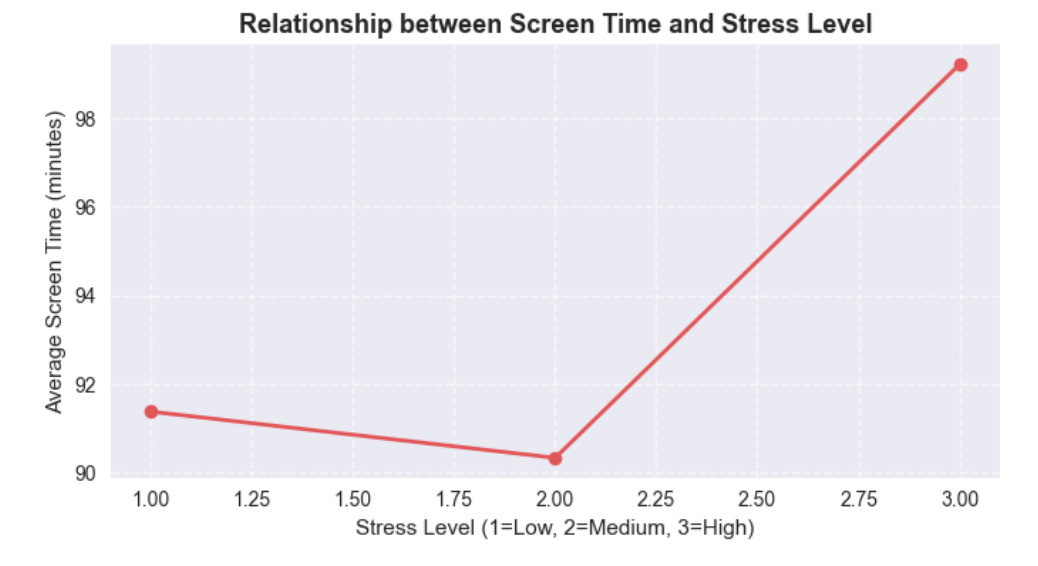 Relationship between Screen Time and Stress Level
Average Screen Time (minutes)
98
96
94
92
90
1.00 1.25 1.50 1.75 2.00 2.25 2.50 2.75 3.00
Stress Level (1=Low, 2=Medium, 3=High)